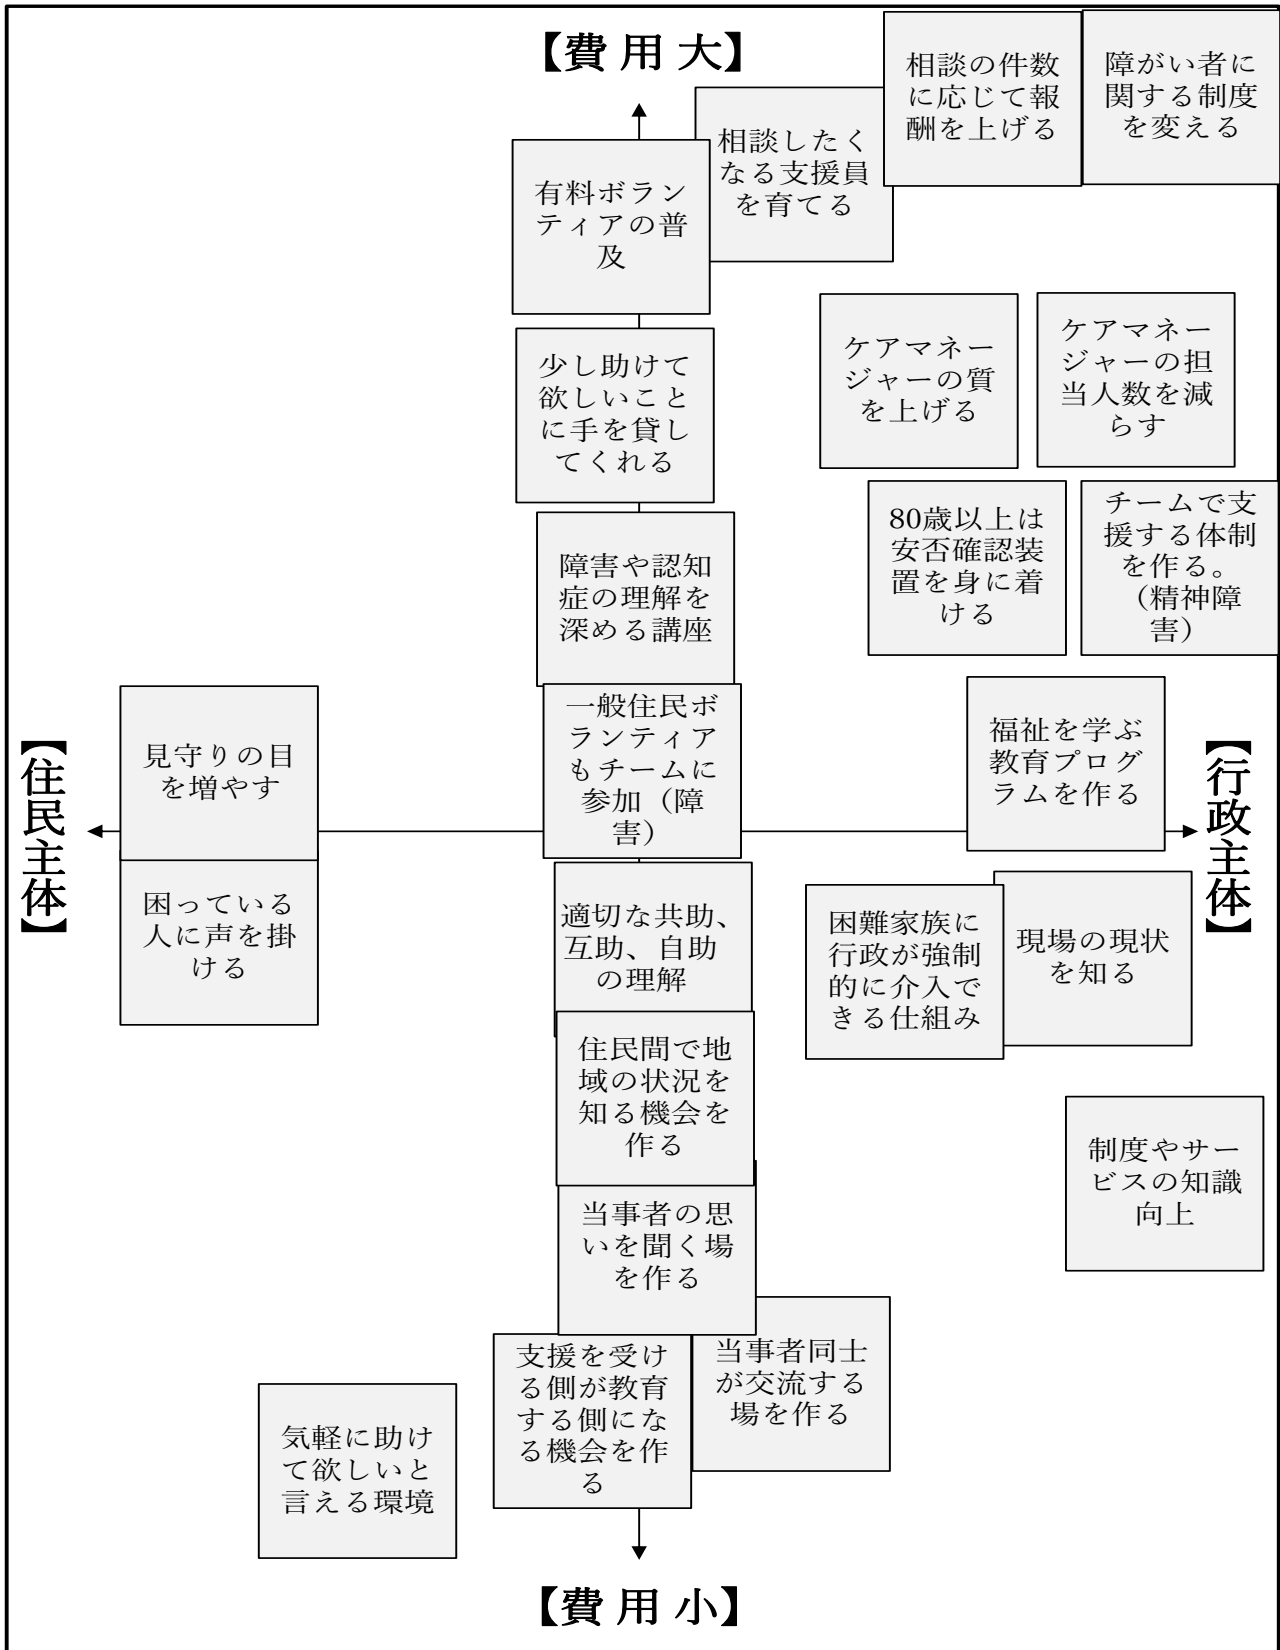 【費用大】
相談の件数
に応じて報
酬を上げる
障がい者に
関する制度
を変える
相談したく
なる支援員
を育てる
有料ボラン
ティアの普
及
少し助けて
欲しいこと
に手を貸し
てくれる
ケアマネー
ジャーの質
を上げる
ケアマネー
ジャーの担
当人数を減
らす
80歳以上は
安否確認装
置を身に着
ける
チームで支
援する体制
を作る。
（精神障
害）
障害や認知
症の理解を
深める講座
【住民主体】
見守りの目
を増やす
一般住民ボ
ランティア
もチームに
参加（障
害）
福祉を学ぶ
教育プログ
ラムを作る
【行政主体】
困っている
人に声を掛
ける
適切な共助、
互助、自助
の理解
困難家族に
行政が強制
的に介入で
きる仕組み
現場の現状
を知る
住民間で地
域の状況を
知る機会を
作る
制度やサー
ビスの知識
向上
当事者の思
いを聞く場
を作る
支援を受け
る側が教育
する側にな
る機会を作
る
当事者同士
が交流する
場を作る
気軽に助け
て欲しいと
言える環境
【費用小】